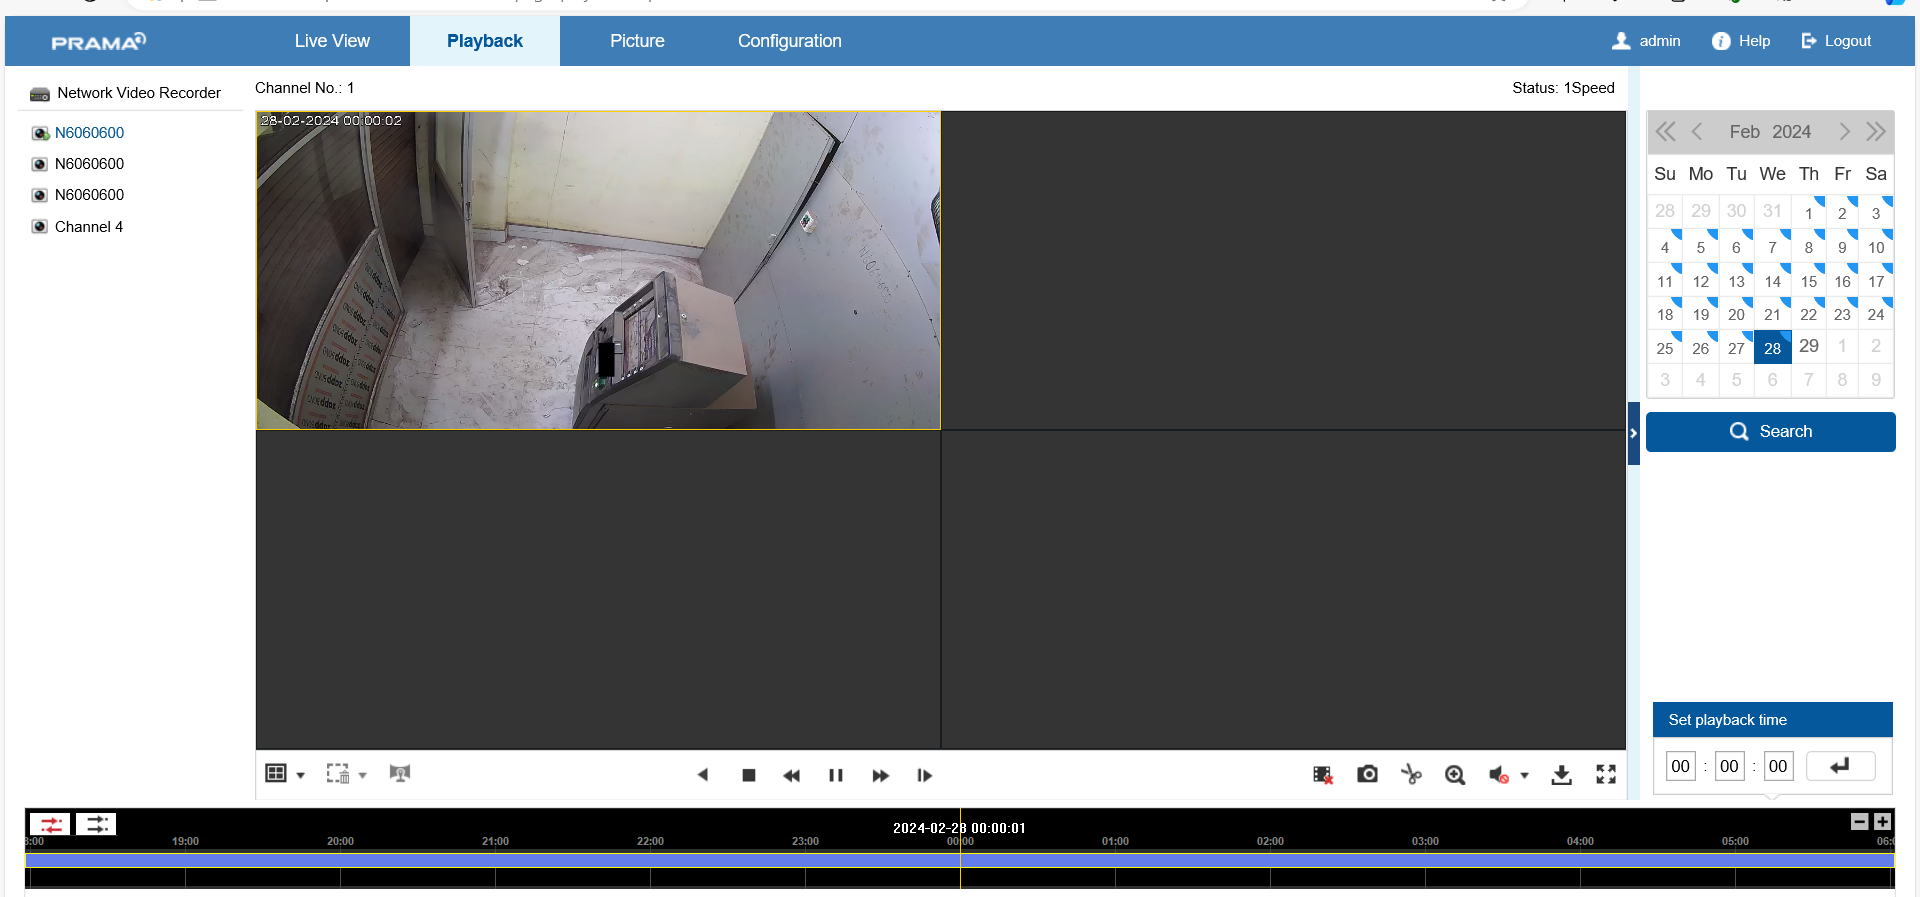 PRAMA
Live View
Playback
Picture
Configuration
admin
Help
Logout
Network Video Recorder
N6060600
N6060600
N6060600
Channel 4
Channel No.: 1
Status: 1Speed
28-02-2024 00:00:02
N6060600
Feb 2024
Su Mo Tu We Th Fr Sa
28 29 30 31 1 2 3
4 5 6 7 8 9 10
11 12 13 14 15 16 17
18 19 20 21 22 23 24
25 26 27 28 29 1 2
3 4 5 6 7 8 9
Search
Set playback time
00 : 00 : 00
2024-02-28 00:00:01
19:00 20:00 21:00 22:00 23:00 00:00 01:00 02:00 03:00 04:00 05:00